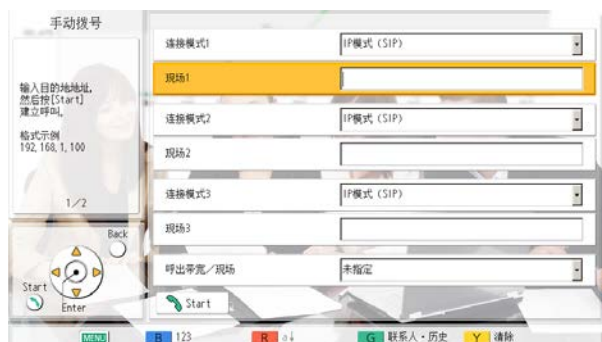 手动拨号
输入目的地地址,
然后按[Start]
建立呼叫。
格式示例
192, 168, 1, 100
1/2
Back
Start
Enter
连接模式1
IP模式 (SIP)
现场1
连接模式2
IP模式 (SIP)
现场2
连接模式3
IP模式 (SIP)
现场3
呼出带宽/现场
未指定
Start
MENU
B 123
R a↓
G 联系人・历史
Y 清除